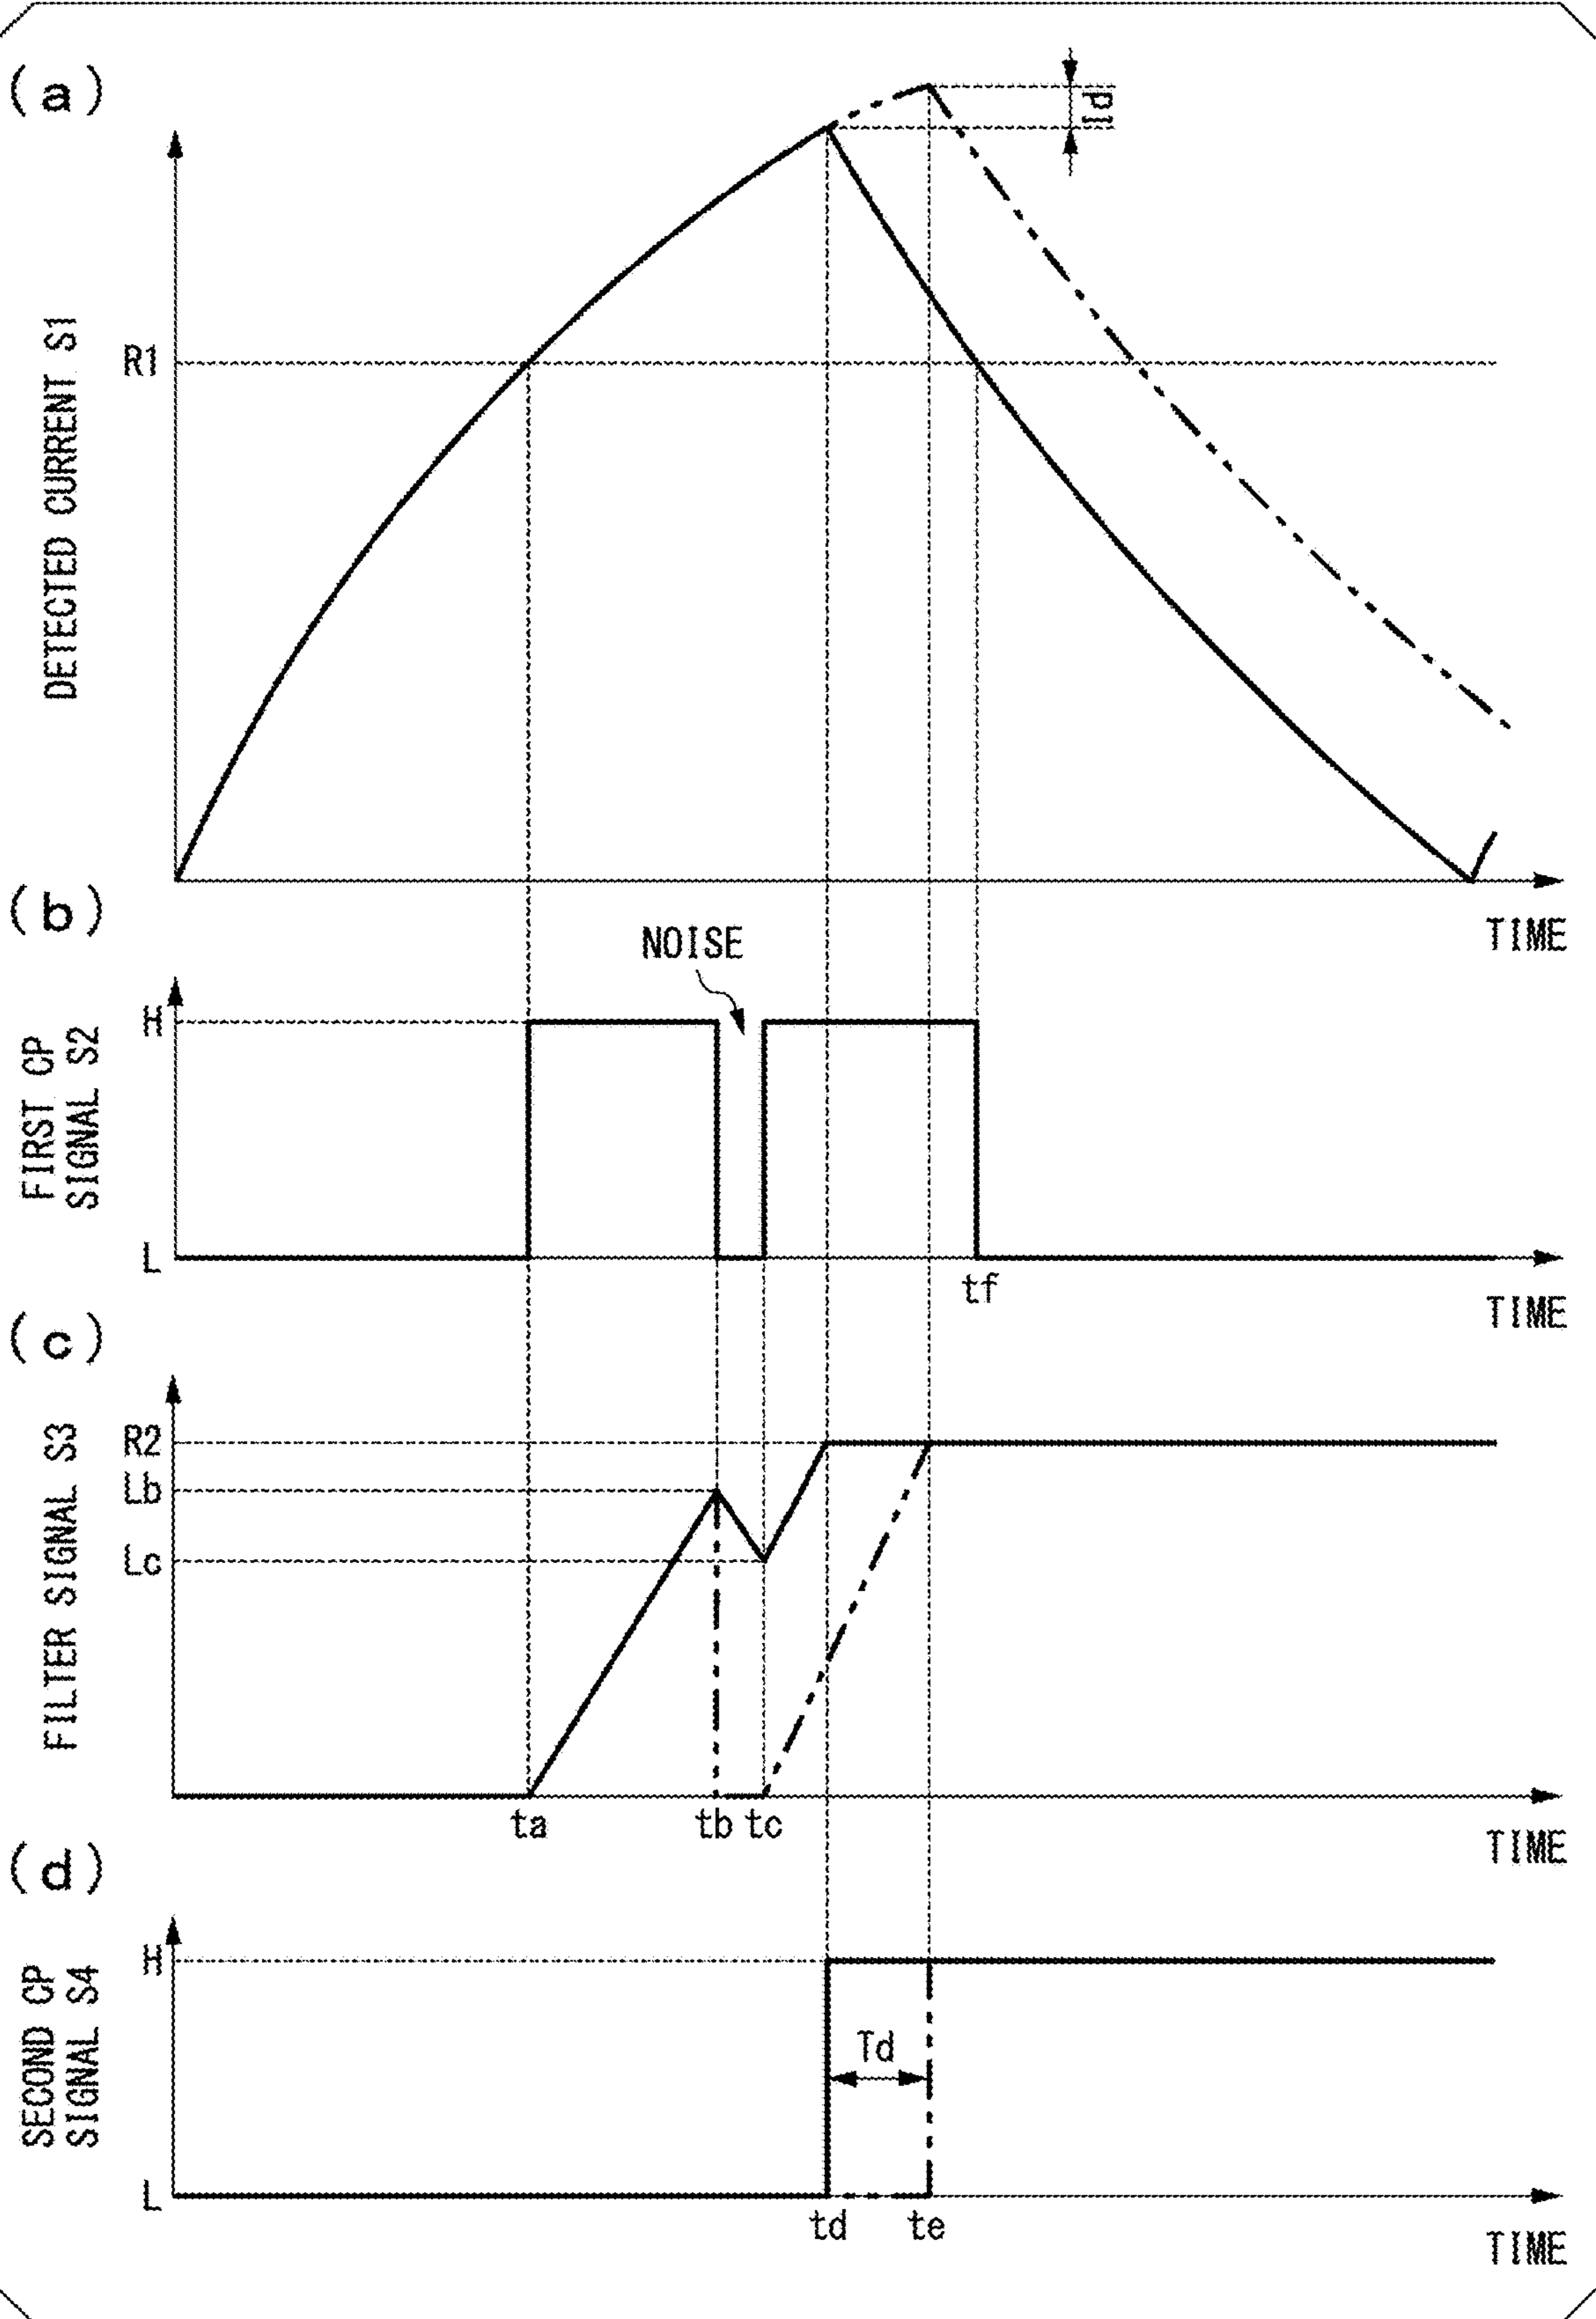 (a)
Id
DETECTED CURRENT S1
R1
TIME
(b)
NOISE
FIRST CP
SIGNAL S2
H
L
tf
TIME
(c)
FILTER SIGNAL S3
R2
Lb
Lc
ta
tb
tc
TIME
(d)
SECOND CP
SIGNAL S4
H
Td
L
td
te
TIME